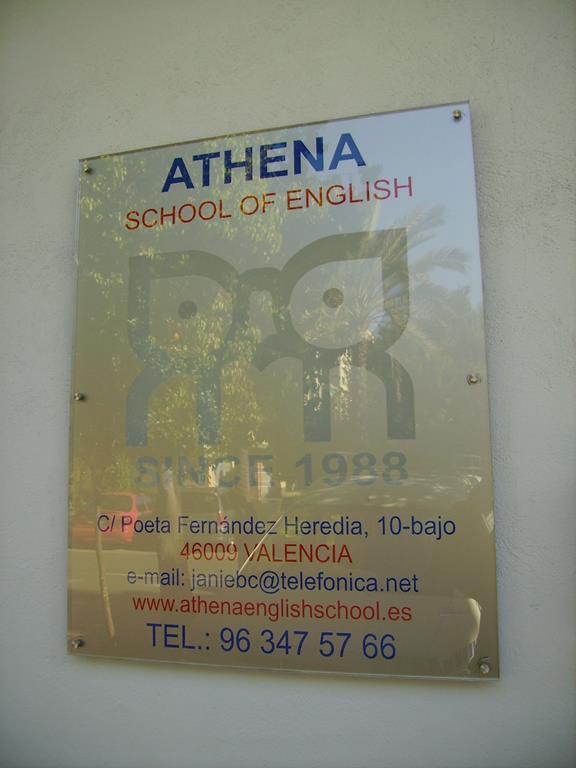 ATHENA
SCHOOL OF ENGLISH
SINCE 1988
C/ Poeta Fernández Heredia, 10-bajo
46009 VALENCIA
e-mail: janiebc@telefonica.net
www.athenaenglishschool.es
TEL.: 96 347 57 66